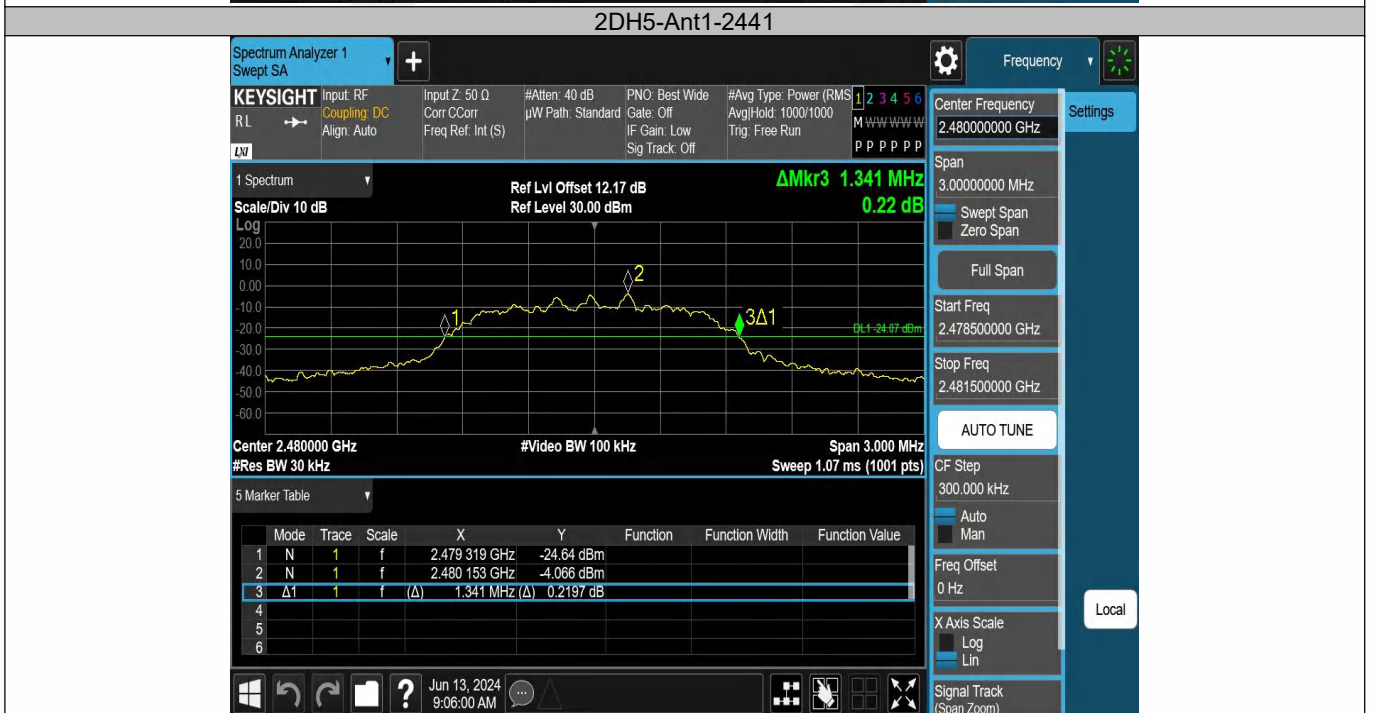 2DH5-Ant1-2441
Spectrum Analyzer 1
Swept SA
+
Frequency
KEYSIGHT
RL
LXI
Input: RF
Coupling: DC
Align: Auto
Input Z: 50 Ω
Corr CCorr
Freq Ref: Int (S)
#Atten: 40 dB
µW Path: Standard
PNO: Best Wide
Gate: Off
IF Gain: Low
Sig Track: Off
#Avg Type: Power (RMS
Avg|Hold: 1000/1000
Trig: Free Run
1 2 3 4 5 6
M W W W W W
P P P P P P
1 Spectrum
Scale/Div 10 dB
Ref Lvl Offset 12.17 dB
Ref Level 30.00 dBm
ΔMkr3 1.341 MHz
0.22 dB
Log
20.0
10.0
0.00
-10.0
-20.0
-30.0
-40.0
-50.0
-60.0
1
2
3Δ1
DL1 -24.07 dBm
Center 2.480000 GHz
#Video BW 100 kHz
Span 3.000 MHz
#Res BW 30 kHz
Sweep 1.07 ms (1001 pts)
5 Marker Table
Mode Trace Scale X Y Function Function Width Function Value
1 N 1 f 2.479 319 GHz -24.64 dBm
2 N 1 f 2.480 153 GHz -4.066 dBm
3 Δ1 1 f (Δ) 1.341 MHz (Δ) 0.2197 dB
4
5
6
?
Jun 13, 2024
9:06:00 AM
Center Frequency
2.480000000 GHz
Settings
Span
3.00000000 MHz
Swept Span
Zero Span
Full Span
Start Freq
2.478500000 GHz
Stop Freq
2.481500000 GHz
AUTO TUNE
CF Step
300.000 kHz
Auto
Man
Freq Offset
0 Hz
Local
X Axis Scale
Log
Lin
Signal Track
(Span Zoom)